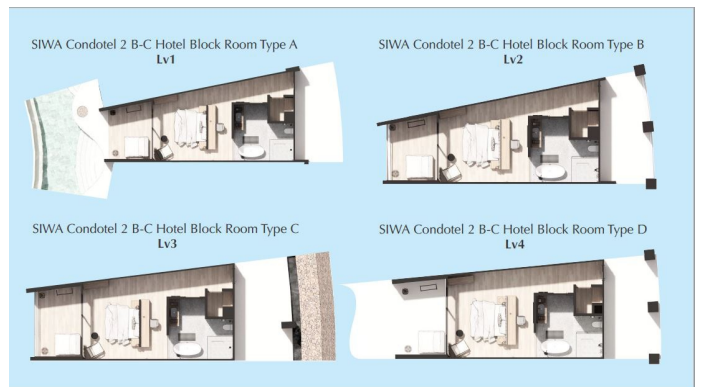 SIWA Condotel 2 B-C Hotel Block Room Type A
Lv1
SIWA Condotel 2 B-C Hotel Block Room Type B
Lv2
SIWA Condotel 2 B-C Hotel Block Room Type C
Lv3
SIWA Condotel 2 B-C Hotel Block Room Type D
Lv4